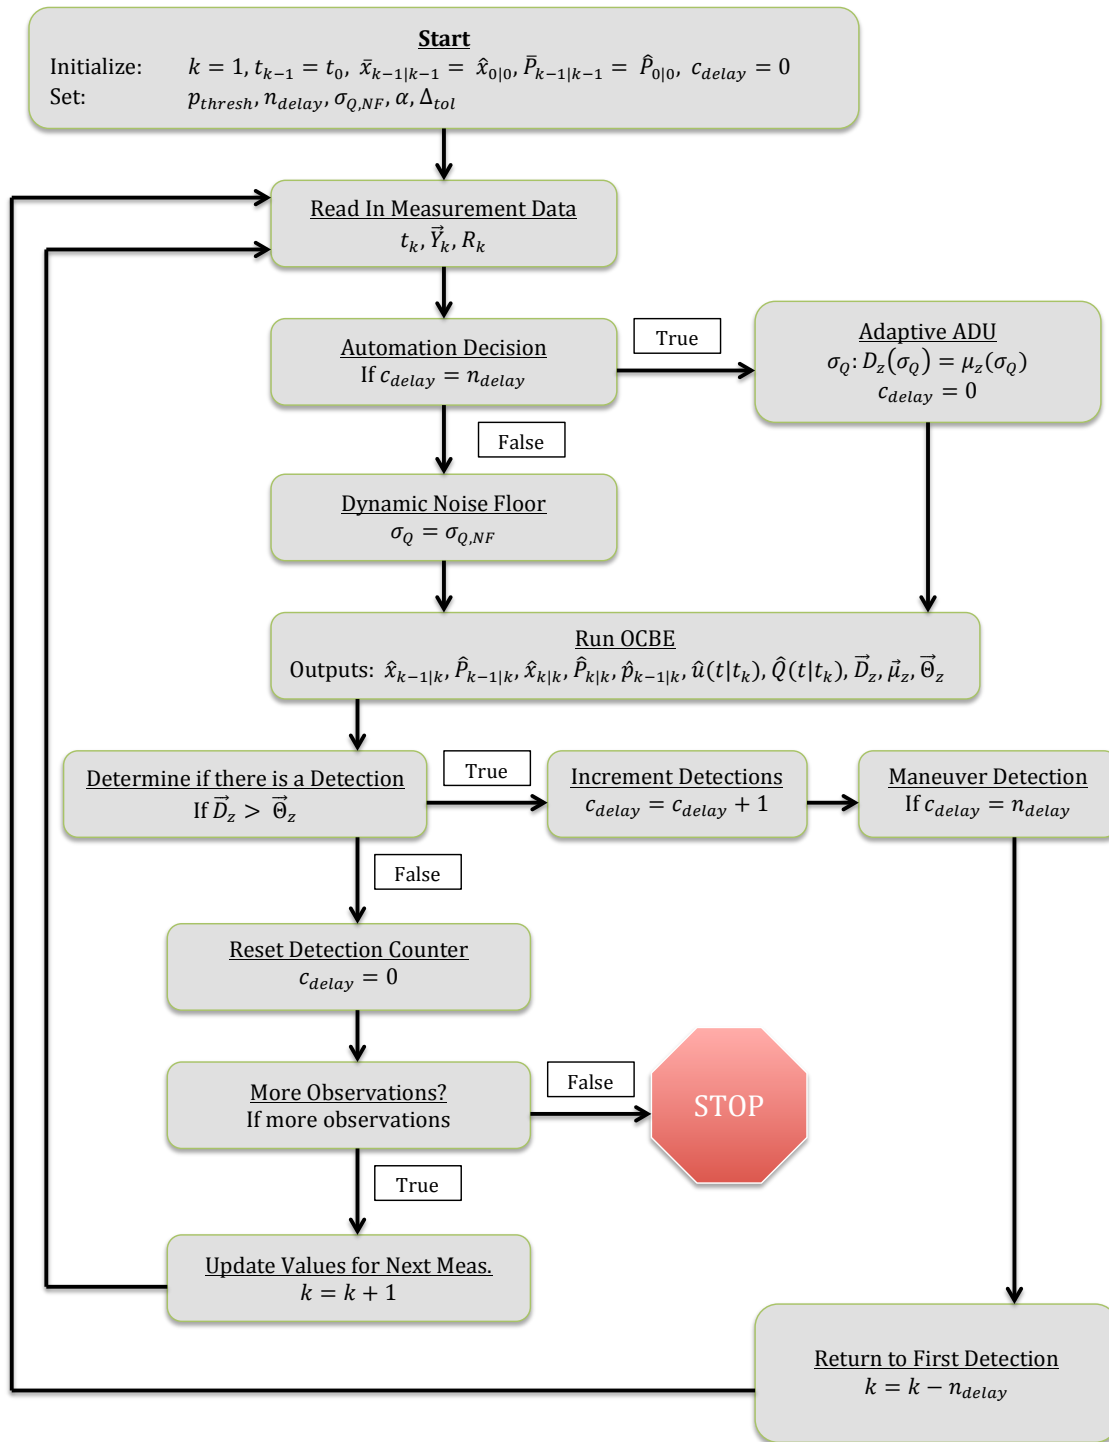 Start
Initialize: k = 1, t_{k−1} = t_0, x̄_{k−1|k−1} = x̂_{0|0}, P̄_{k−1|k−1} = P̂_{0|0}, c_{delay} = 0
Set: p_{thresh}, n_{delay}, σ_{Q,NF}, α, Δ_{tol}
Read In Measurement Data
t_k, Y⃗_k, R_k
Automation Decision
If c_{delay} = n_{delay}
True
Adaptive ADU
σ_Q: D_z(σ_Q) = μ_z(σ_Q)
c_{delay} = 0
False
Dynamic Noise Floor
σ_Q = σ_{Q,NF}
Run OCBE
Outputs: x̂_{k−1|k}, P̂_{k−1|k}, x̂_{k|k}, P̂_{k|k}, p̂_{k−1|k}, û(t|t_k), Q̂(t|t_k), D⃗_z, μ⃗_z, Θ⃗_z
Determine if there is a Detection
If D⃗_z > Θ⃗_z
True
Increment Detections
c_{delay} = c_{delay} + 1
Maneuver Detection
If c_{delay} = n_{delay}
False
Reset Detection Counter
c_{delay} = 0
More Observations?
If more observations
False
STOP
True
Update Values for Next Meas.
k = k + 1
Return to First Detection
k = k − n_{delay}